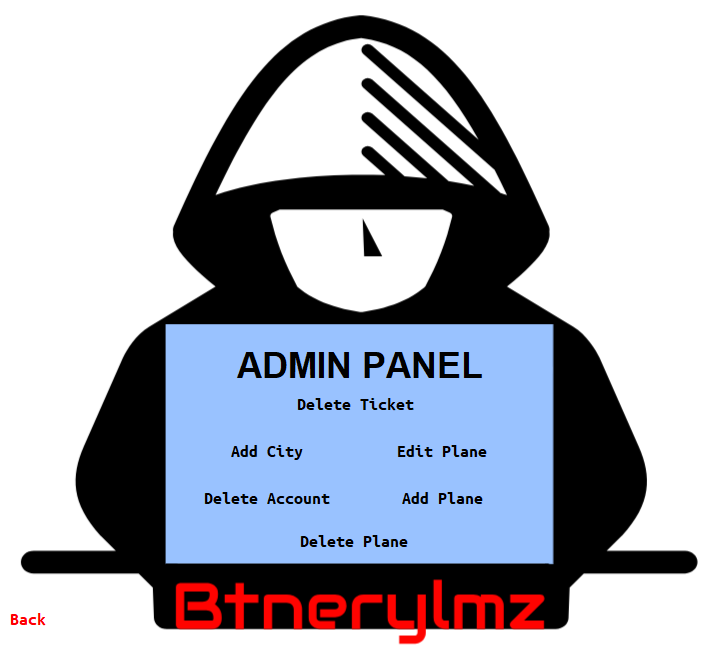 ADMIN PANEL
Delete Ticket
Add City Edit Plane
Delete Account Add Plane
Delete Plane
Btnerylmz
Back